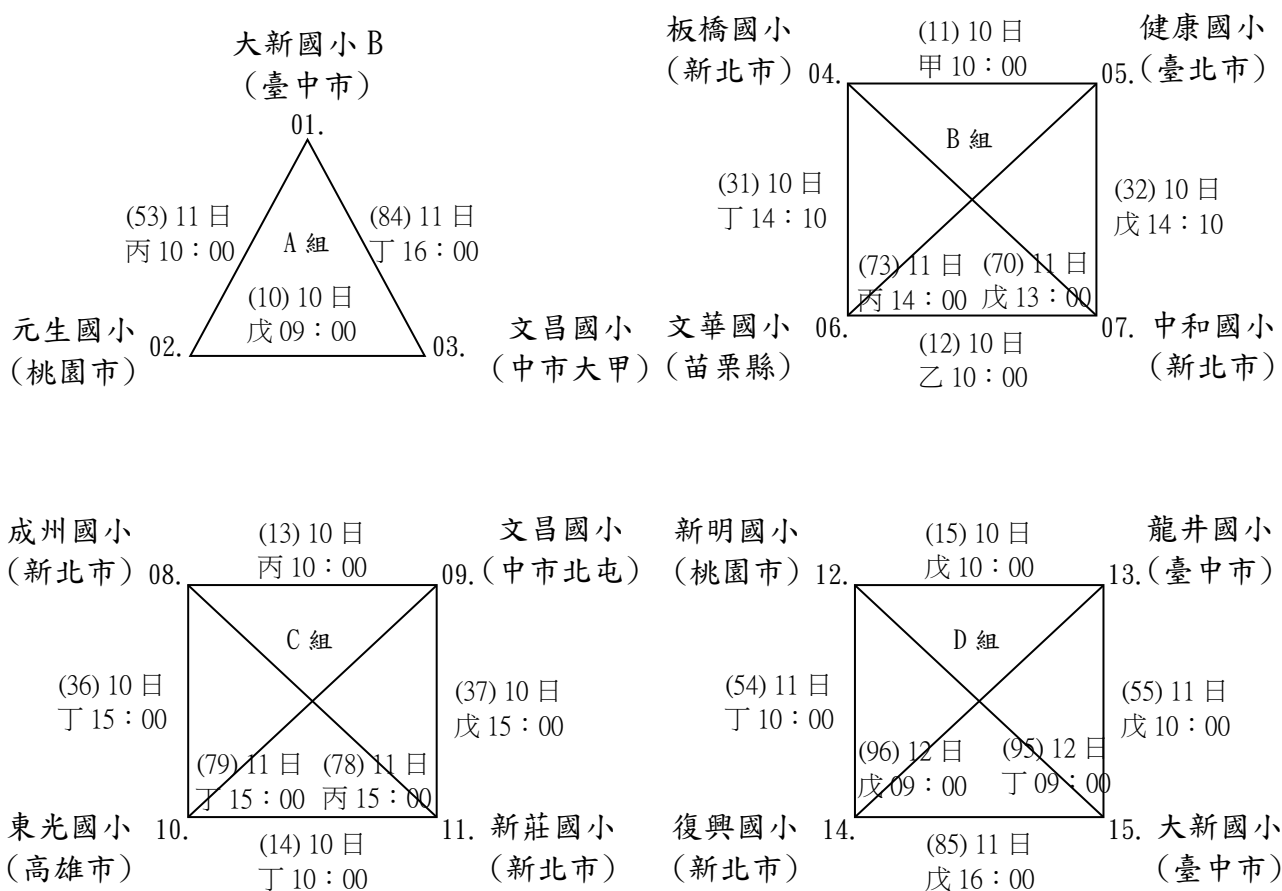 大新國小 B
(臺中市)
01.
(53) 11 日
丙 10：00
(84) 11 日
丁 16：00
A 組
(10) 10 日
戊 09：00
元生國小
(桃園市)
02.
03.
文昌國小
(中市大甲)
板橋國小
(新北市) 04.
(11) 10 日
甲 10：00
健康國小
05.(臺北市)
B 組
(31) 10 日
丁 14：10
(32) 10 日
戊 14：10
(73) 11 日
丙 14：00
(70) 11 日
戊 13：00
文華國小 06.
(苗栗縣)
(12) 10 日
乙 10：00
07. 中和國小
(新北市)
成州國小
(新北市) 08.
(13) 10 日
丙 10：00
文昌國小
09.(中市北屯)
C 組
(36) 10 日
丁 15：00
(37) 10 日
戊 15：00
(79) 11 日
丁 15：00
(78) 11 日
丙 15：00
東光國小 10.
(高雄市)
(14) 10 日
丁 10：00
11. 新莊國小
(新北市)
新明國小
(桃園市) 12.
(15) 10 日
戊 10：00
龍井國小
13.(臺中市)
D 組
(54) 11 日
丁 10：00
(55) 11 日
戊 10：00
(96) 12 日
戊 09：00
(95) 12 日
丁 09：00
復興國小 14.
(新北市)
(85) 11 日
戊 16：00
15. 大新國小
(臺中市)